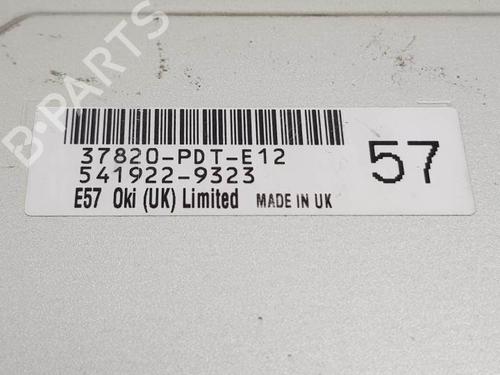 B-PARTS
37820-PDT-E12
541922-9323
57
E57 Oki (UK) Limited MADE IN UK